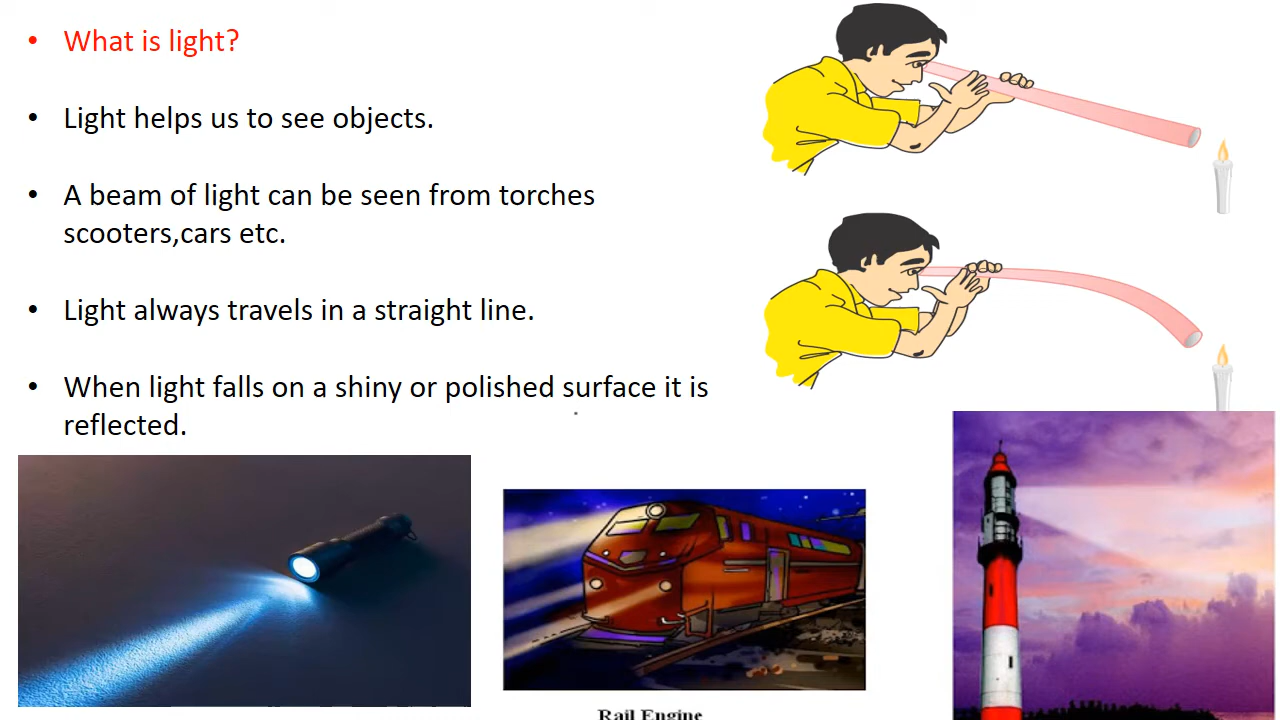 • What is light?
• Light helps us to see objects.
• A beam of light can be seen from torches
scooters,cars etc.
• Light always travels in a straight line.
• When light falls on a shiny or polished surface it is
reflected.
Rail Engine